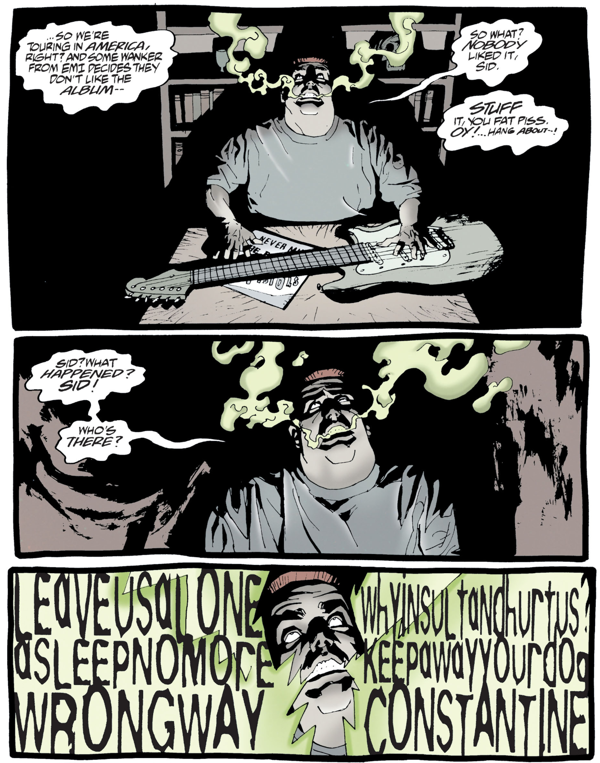 ...SO WE'RE
TOURING IN AMERICA,
RIGHT? AND SOME WANKER
FROM EMI DECIDES THEY
DON'T LIKE THE
ALBUM--
SO WHAT?
NOBODY
LIKED IT,
SID.
STUFF
IT, YOU FAT PISS.
OY!...HANG ABOUT--!
NEVER
SID? WHAT
HAPPENED?
SID!
WHO'S
THERE?
LEAVEUSALONE
aSLEEPNOMORE
WRONGWAY
WhyiNSULTaNdhURTUS?
KEEPaWaYYOURdOg
CONSTANTINE